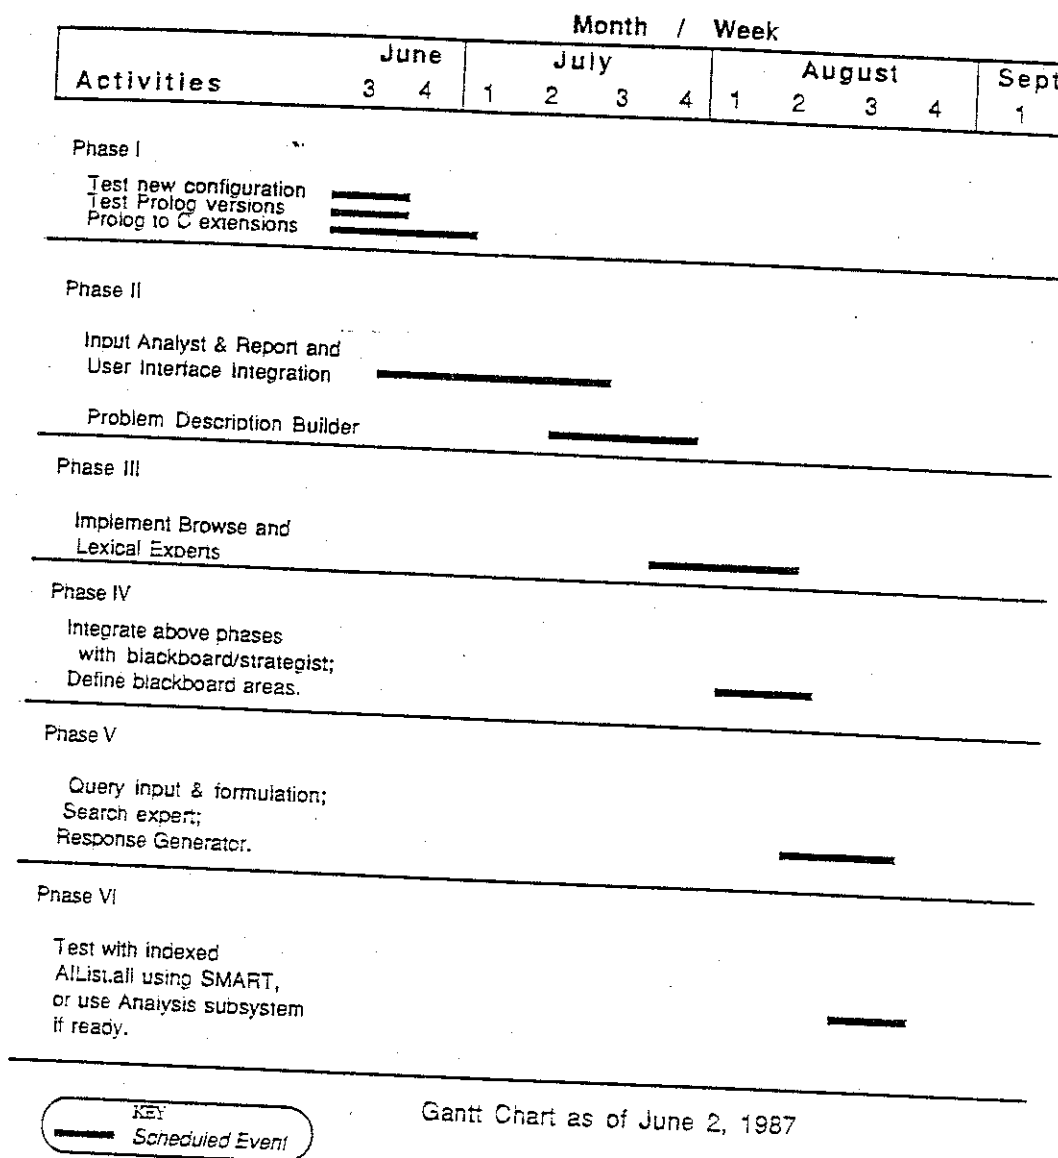 Month / Week
June July August Sept
Activities 3 4 1 2 3 4 1 2 3 4 1
Phase I
Test new configuration
Test Prolog versions
Prolog to C extensions
Phase II
Input Analyst & Report and
User Interface Integration
Problem Description Builder
Phase III
Implement Browse and
Lexical Experts
Phase IV
Integrate above phases
with blackboard/strategist;
Define blackboard areas.
Phase V
Query input & formulation;
Search expert;
Response Generator.
Phase VI
Test with indexed
AIList.all using SMART,
or use Analysis subsystem
if ready.
KEY
Scheduled Event
Gantt Chart as of June 2, 1987